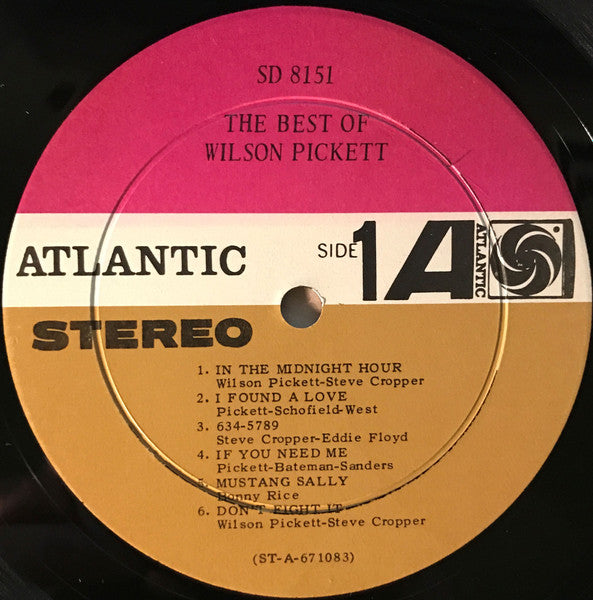 SD 8151
THE BEST OF
WILSON PICKETT
ATLANTIC
SIDE 1 A ATLANTIC
STEREO
1. IN THE MIDNIGHT HOUR
Wilson Pickett-Steve Cropper
2. I FOUND A LOVE
Pickett-Schofield-West
3. 634-5789
Steve Cropper-Eddie Floyd
4. IF YOU NEED ME
Pickett-Bateman-Sanders
5. MUSTANG SALLY
Bonny Rice
6. DON'T FIGHT IT
Wilson Pickett-Steve Cropper
(ST-A-671083)